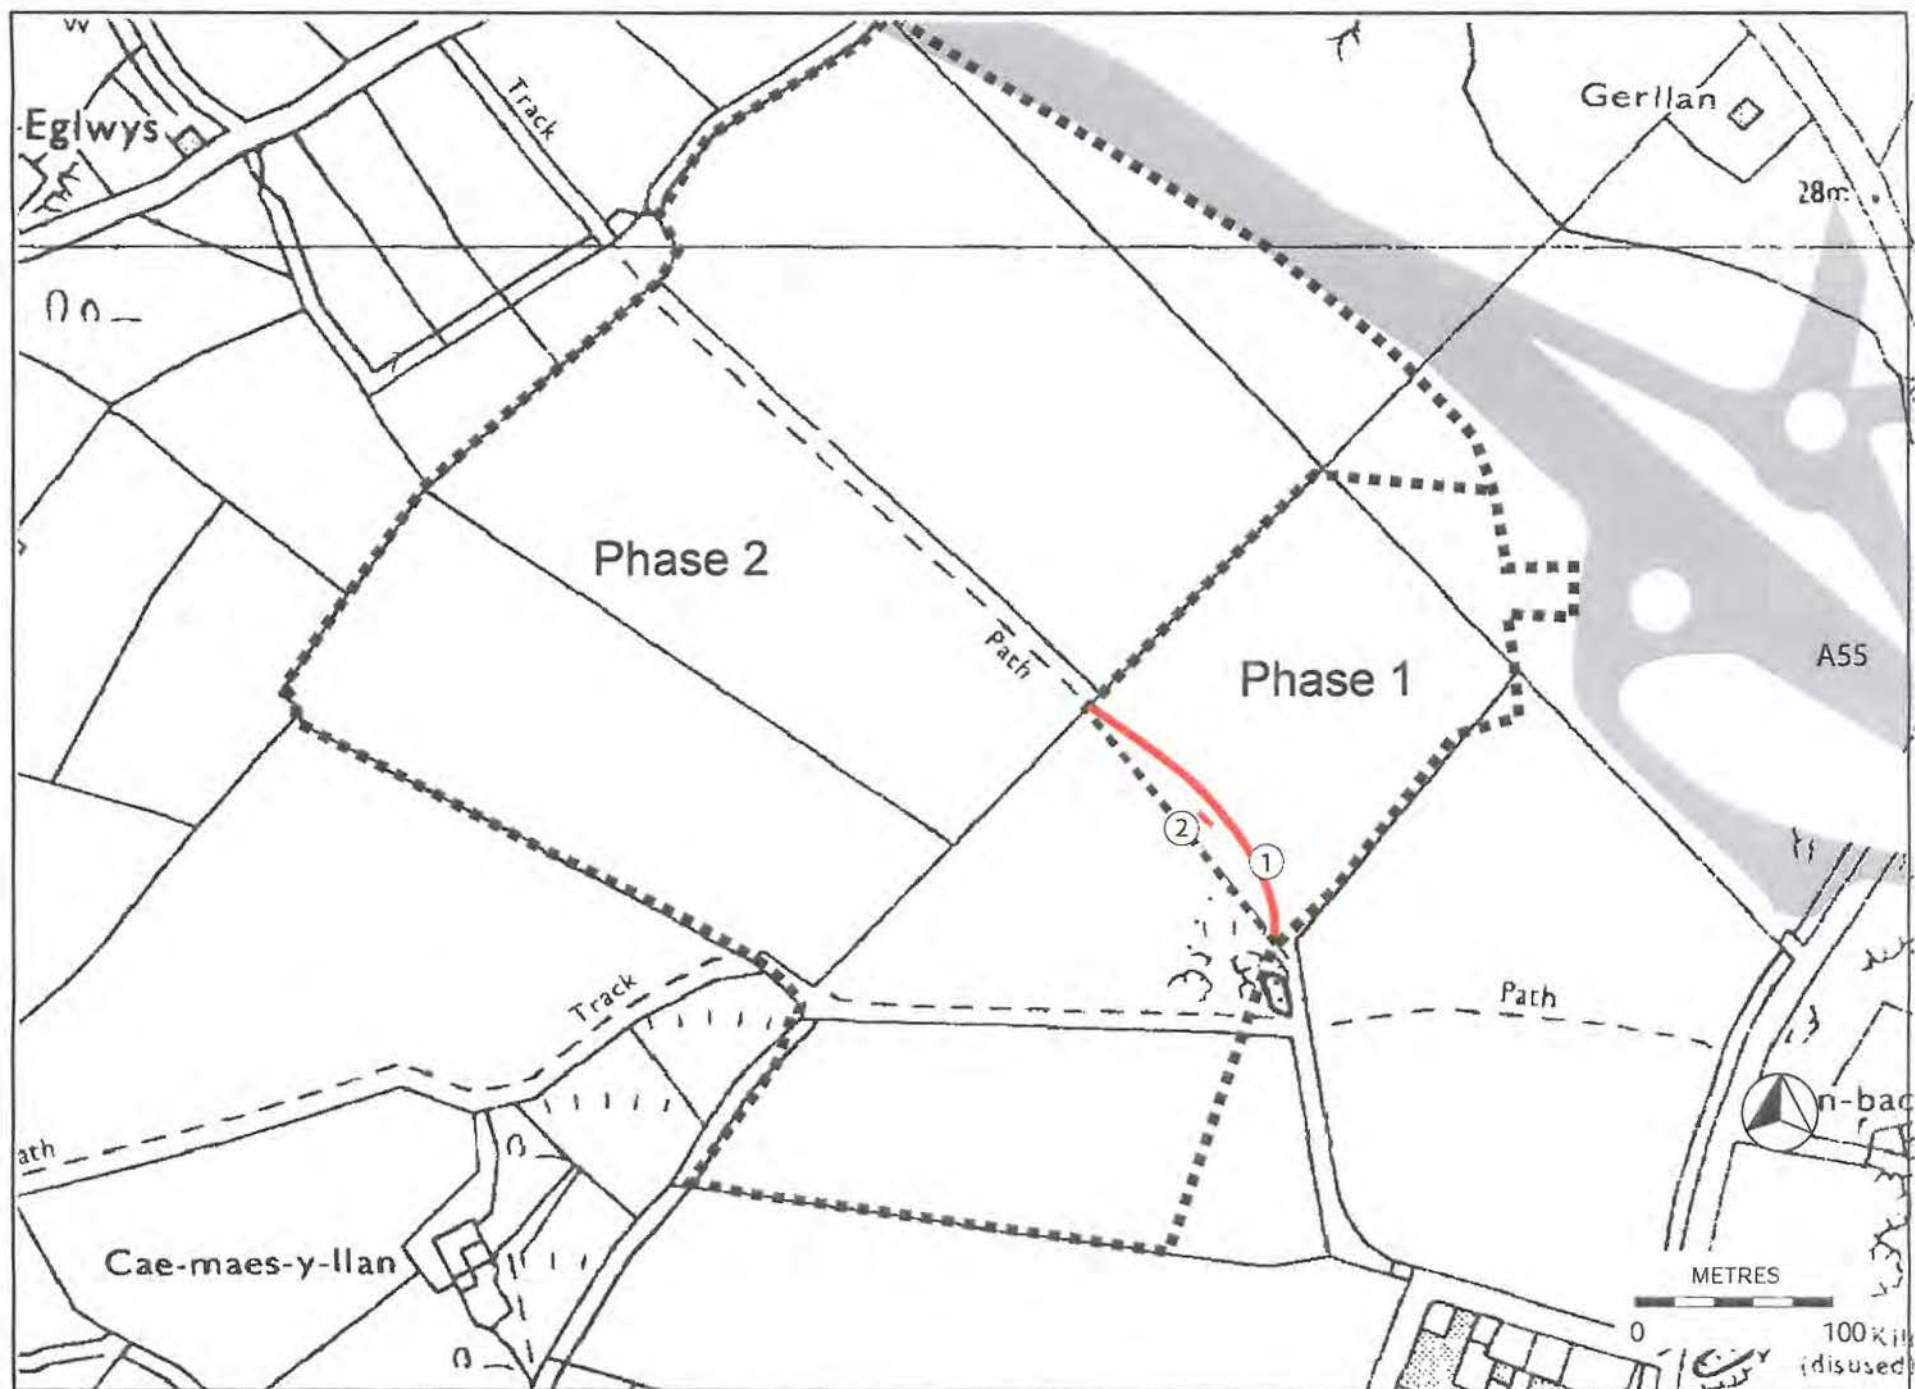 Eglwys
Track
Gerllan
28m
Phase 2
Path
Phase 1
A55
2
1
Track
Path
ath
n-bac
Cae-maes-y-llan
METRES
0
100
Kil
(disused)